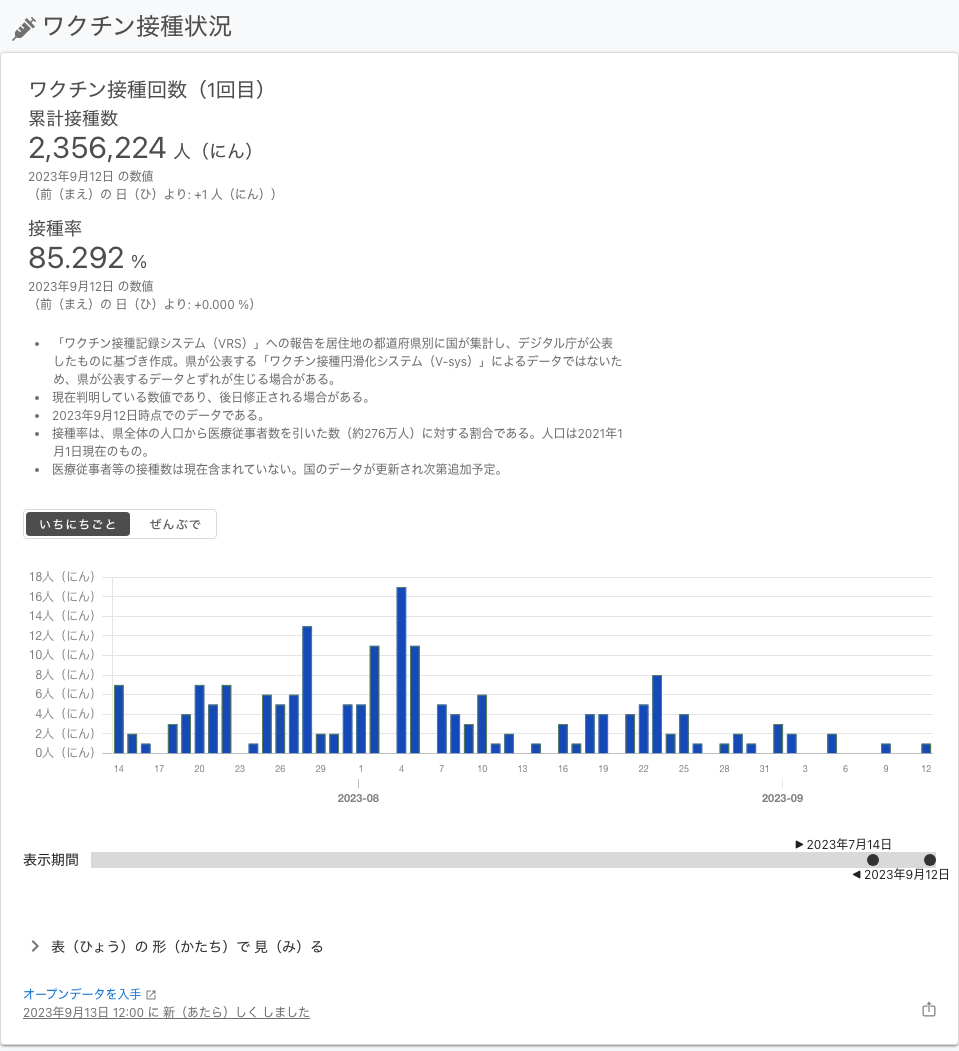 ワクチン接種状況
ワクチン接種回数（1回目）
累計接種数
2,356,224 人（にん）
2023年9月12日 の数値
（前（まえ）の 日（ひ）より: +1 人（にん））
接種率
85.292 %
2023年9月12日 の数値
（前（まえ）の 日（ひ）より: +0.000 %）
• 「ワクチン接種記録システム（VRS）」への報告を居住地の都道府県別に国が集計し、デジタル庁が公表
したものに基づき作成。県が公表する「ワクチン接種円滑化システム（V-sys）」によるデータではないた
め、県が公表するデータとずれが生じる場合がある。
• 現在判明している数値であり、後日修正される場合がある。
• 2023年9月12日時点でのデータである。
• 接種率は、県全体の人口から医療従事者数を引いた数（約276万人）に対する割合である。人口は2021年1
月1日現在のもの。
• 医療従事者等の接種数は現在含まれていない。国のデータが更新され次第追加予定。
いちにちごと ぜんぶで
18人（にん）
16人（にん）
14人（にん）
12人（にん）
10人（にん）
8人（にん）
6人（にん）
4人（にん）
2人（にん）
0人（にん）
14 17 20 23 26 29 1 4 7 10 13 16 19 22 25 28 31 3 6 9 12
2023-08 2023-09
▶ 2023年7月14日
表示期間
◀ 2023年9月12日
表（ひょう）の 形（かたち）で 見（み）る
オープンデータを入手
2023年9月13日 12:00 に 新（あたら）しく しました